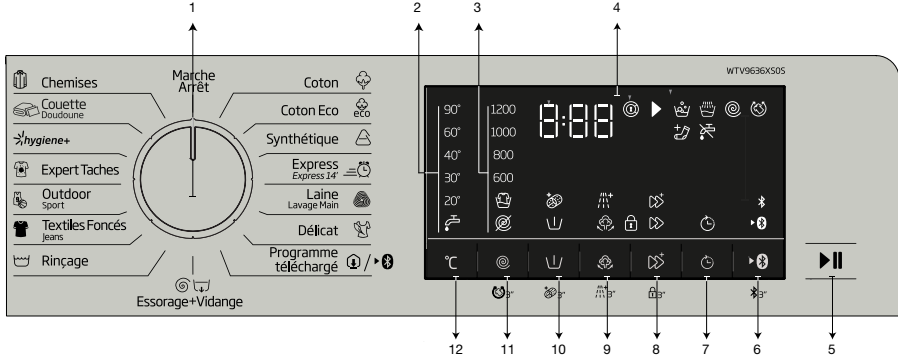 1
2
3
4
WTV9636XS0S
Marche
Arrêt
Chemises
Couette
Doudoune
hygiene+
Expert Taches
Outdoor
Sport
Textiles Foncés
Jeans
Rinçage
Essorage+Vidange
Coton
Coton Eco
eco
Synthétique
Express
Express 14'
Laine
Lavage Main
Délicat
Programme
téléchargé
/
90°
60°
40°
30°
20°
1200
1000
800
600
8:88
°C
3"
3"
3"
3"
3"
12
11
10
9
8
7
6
5